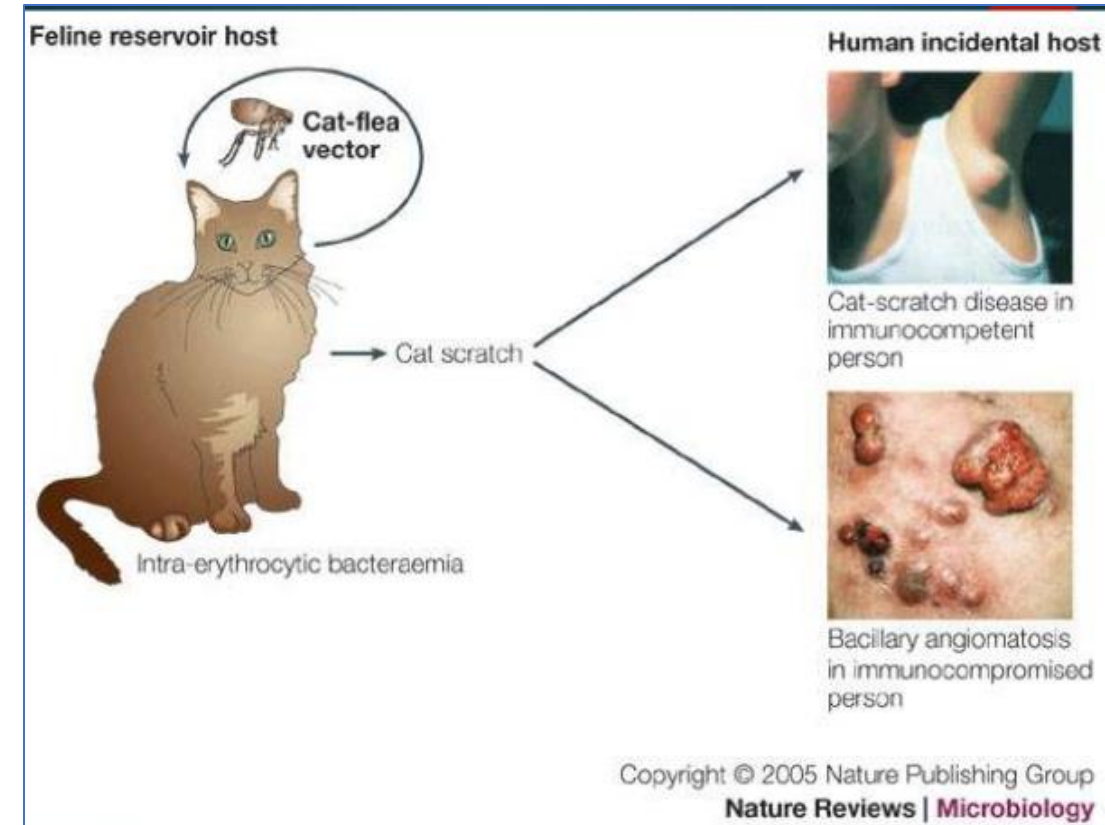 Feline reservoir host
Human incidental host
Cat-flea
vector
Cat scratch
Cat-scratch disease in
immunocompetent
person
Intra-erythrocytic bacteraemia
Bacillary angiomatosis
in immunocompromised
person
Copyright © 2005 Nature Publishing Group
Nature Reviews | Microbiology